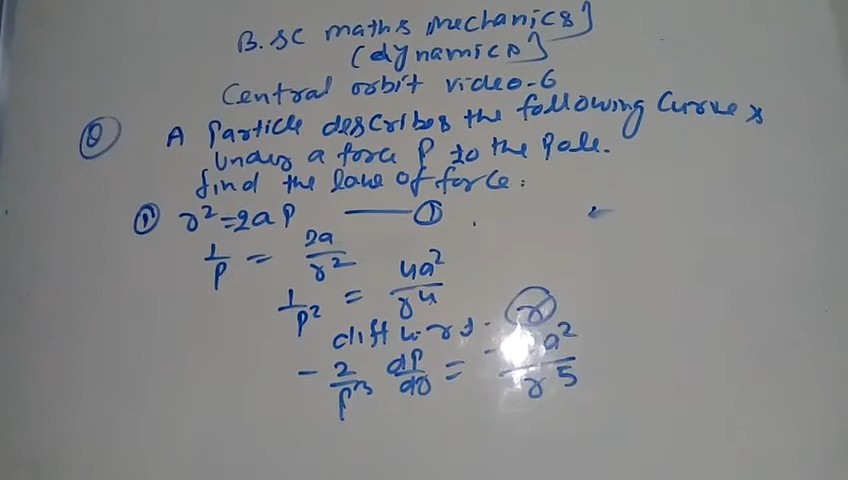 B.SC maths Mechanics]
(dynamics]
Central orbit video-6
Q A Particle describes the following Curves
Under a force P to the Pole.
find the law of force:
① r² = 2ap —— ①
1/p = 2a/r²
1/p² = 4a²/r⁴
diff w.r.t. r
- 2/p³ dp/dr = - a²/r⁵